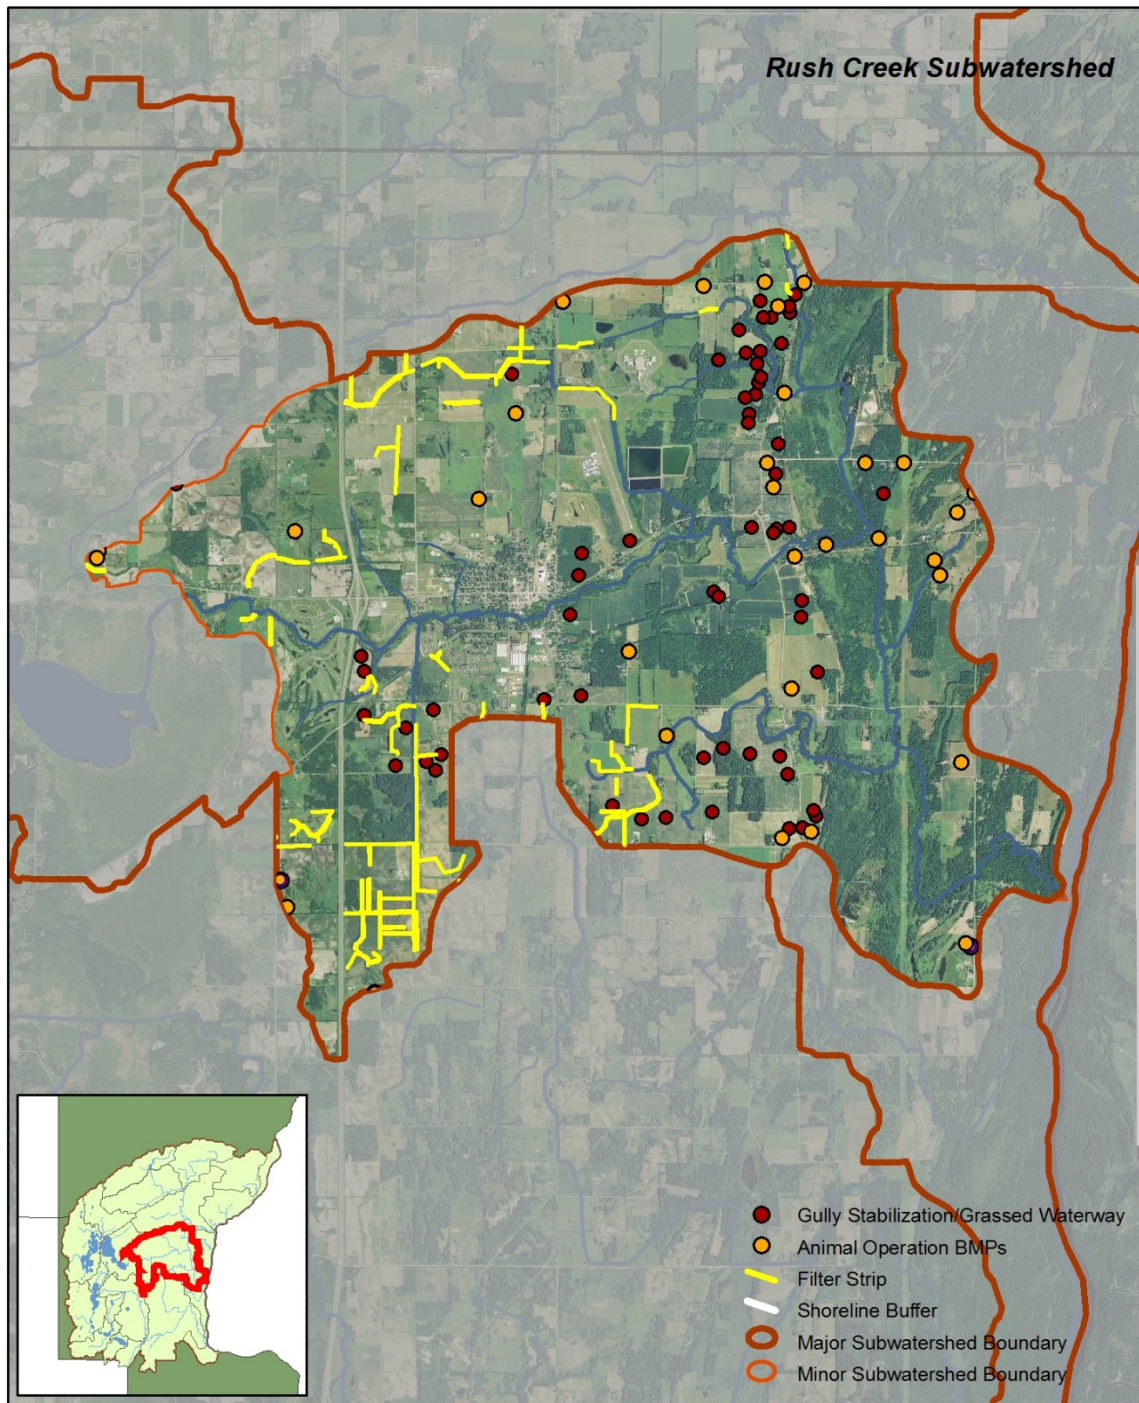 Rush Creek Subwatershed
Gully Stabilization/Grassed Waterway
Animal Operation BMPs
Filter Strip
Shoreline Buffer
Major Subwatershed Boundary
Minor Subwatershed Boundary